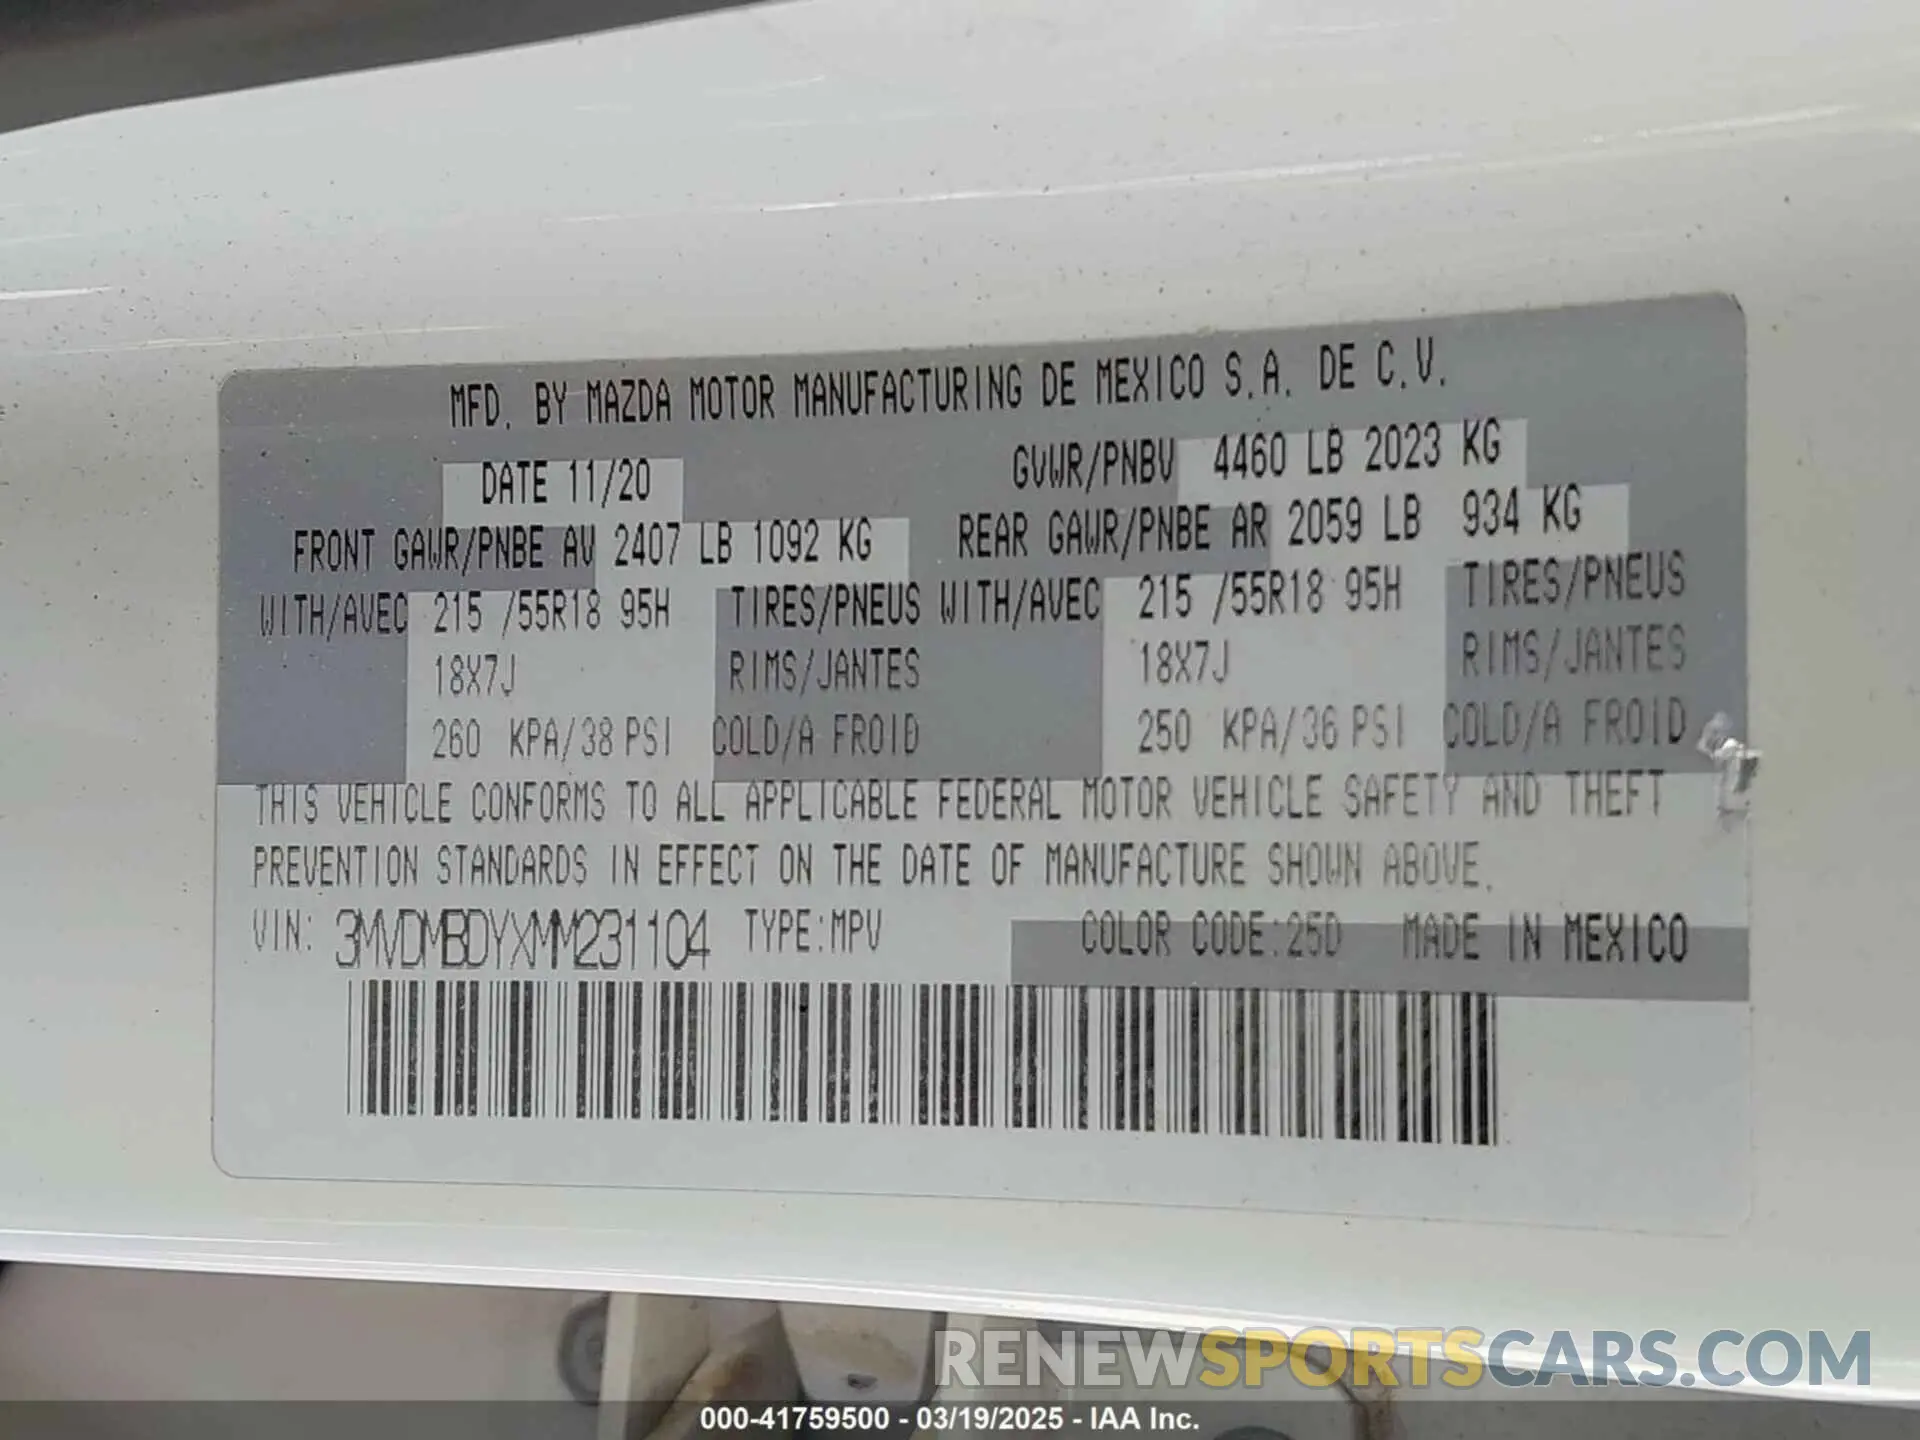 MFD. BY MAZDA MOTOR MANUFACTURING DE MEXICO S.A. DE C.V.
DATE 11/20 GVWR/PNBV 4460 LB 2023 KG
FRONT GAWR/PNBE AV 2407 LB 1092 KG REAR GAWR/PNBE AR 2059 LB 934 KG
WITH/AVEC 215 /55R18 95H TIRES/PNEUS WITH/AVEC 215 /55R18 95H TIRES/PNEUS
18X7J RIMS/JANTES 18X7J RIMS/JANTES
260 KPA/38 PSI COLD/A FROID 250 KPA/36 PSI COLD/A FROID
THIS VEHICLE CONFORMS TO ALL APPLICABLE FEDERAL MOTOR VEHICLE SAFETY AND THEFT
PREVENTION STANDARDS IN EFFECT ON THE DATE OF MANUFACTURE SHOWN ABOVE.
VIN: 3MVDMBDYXMM231104 TYPE:MPV COLOR CODE:25D MADE IN MEXICO
RENEWSPORTSCARS.COM
000-41759500 - 03/19/2025 - IAA Inc.